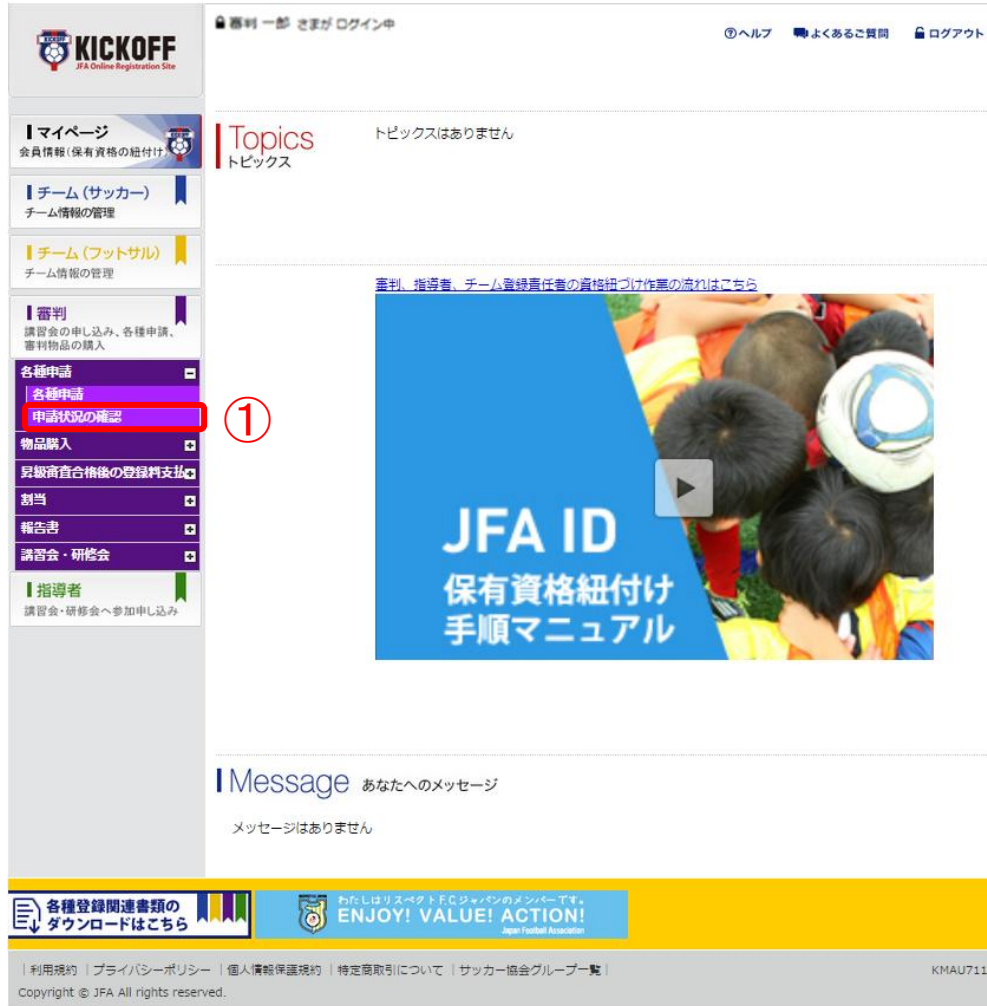 審判 一郎 さまが ログイン中
ヘルプ
よくあるご質問
ログアウト
KICKOFF
JFA Online Registration Site
マイページ
会員情報(保有資格の紐付け)
チーム (サッカー)
チーム情報の管理
チーム (フットサル)
チーム情報の管理
審判
講習会の申し込み、各種申請、
審判物品の購入
各種申請
各種申請
申請状況の確認
①
物品購入
昇級審査合格後の登録料支払
割当
報告書
講習会・研修会
指導者
講習会・研修会へ参加申し込み
Topics
トピックス
トピックスはありません
審判、指導者、チーム登録責任者の資格紐づけ作業の流れはこちら
JFA ID
保有資格紐付け
手順マニュアル
Message あなたへのメッセージ
メッセージはありません
各種登録関連書類の
ダウンロードはこちら
わたしはリスペクトF.C.ジャパンのメンバーです。
ENJOY! VALUE! ACTION!
Japan Football Association
｜利用規約 ｜プライバシーポリシー ｜個人情報保護規約 ｜特定商取引について ｜サッカー協会グループ一覧｜
KMAU711
Copyright © JFA All rights reserved.